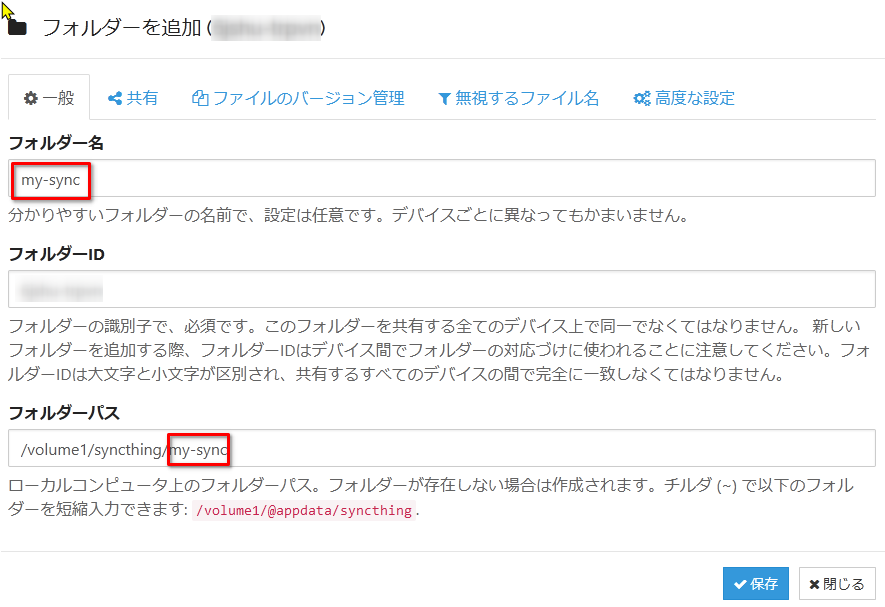 フォルダーを追加 ( )
一般 共有 ファイルのバージョン管理 無視するファイル名 高度な設定
フォルダー名
my-sync
分かりやすいフォルダーの名前で、設定は任意です。デバイスごとに異なってもかまいません。
フォルダーID
フォルダーの識別子で、必須です。このフォルダーを共有する全てのデバイス上で同一でなくてはなりません。 新しい
フォルダーを追加する際、フォルダーIDはデバイス間でフォルダーの対応づけに使われることに注意してください。フォ
ルダーIDは大文字と小文字が区別され、共有するすべてのデバイスの間で完全に一致しなくてはなりません。
フォルダーパス
/volume1/syncthing/my-sync
ローカルコンピュータ上のフォルダーパス。フォルダーが存在しない場合は作成されます。チルダ (~) で以下のフォル
ダーを短縮入力できます: /volume1/@appdata/syncthing.
保存 閉じる